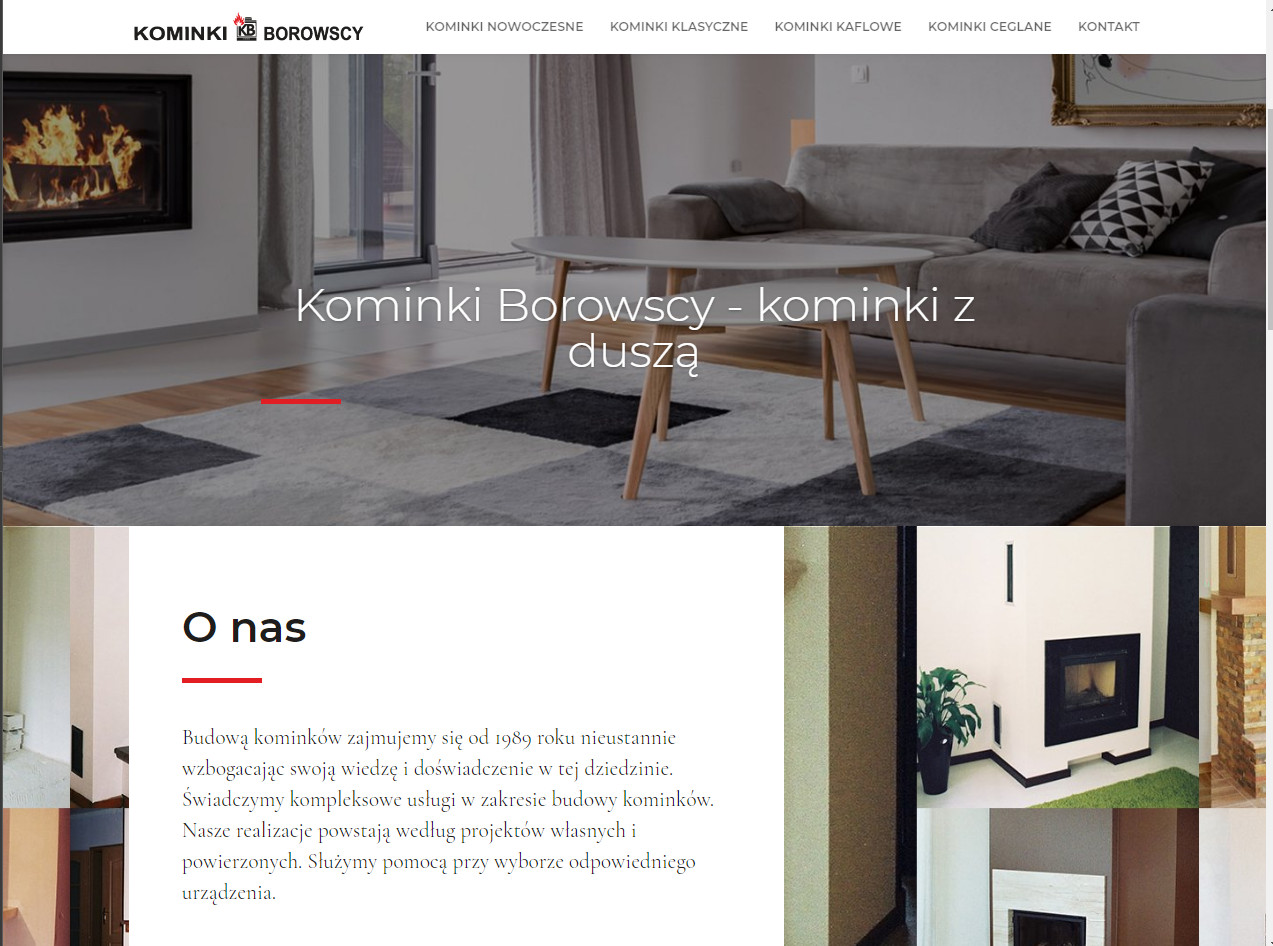 KOMINKI KB BOROWSCY
KOMINKI NOWOCZESNE
KOMINKI KLASYCZNE
KOMINKI KAFLOWE
KOMINKI CEGLANE
KONTAKT
Kominki Borowscy - kominki z
duszą
O nas
Budową kominków zajmujemy się od 1989 roku nieustannie
wzbogacając swoją wiedzę i doświadczenie w tej dziedzinie.
Świadczymy kompleksowe usługi w zakresie budowy kominków.
Nasze realizacje powstają według projektów własnych i
powierzonych. Służymy pomocą przy wyborze odpowiedniego
urządzenia.